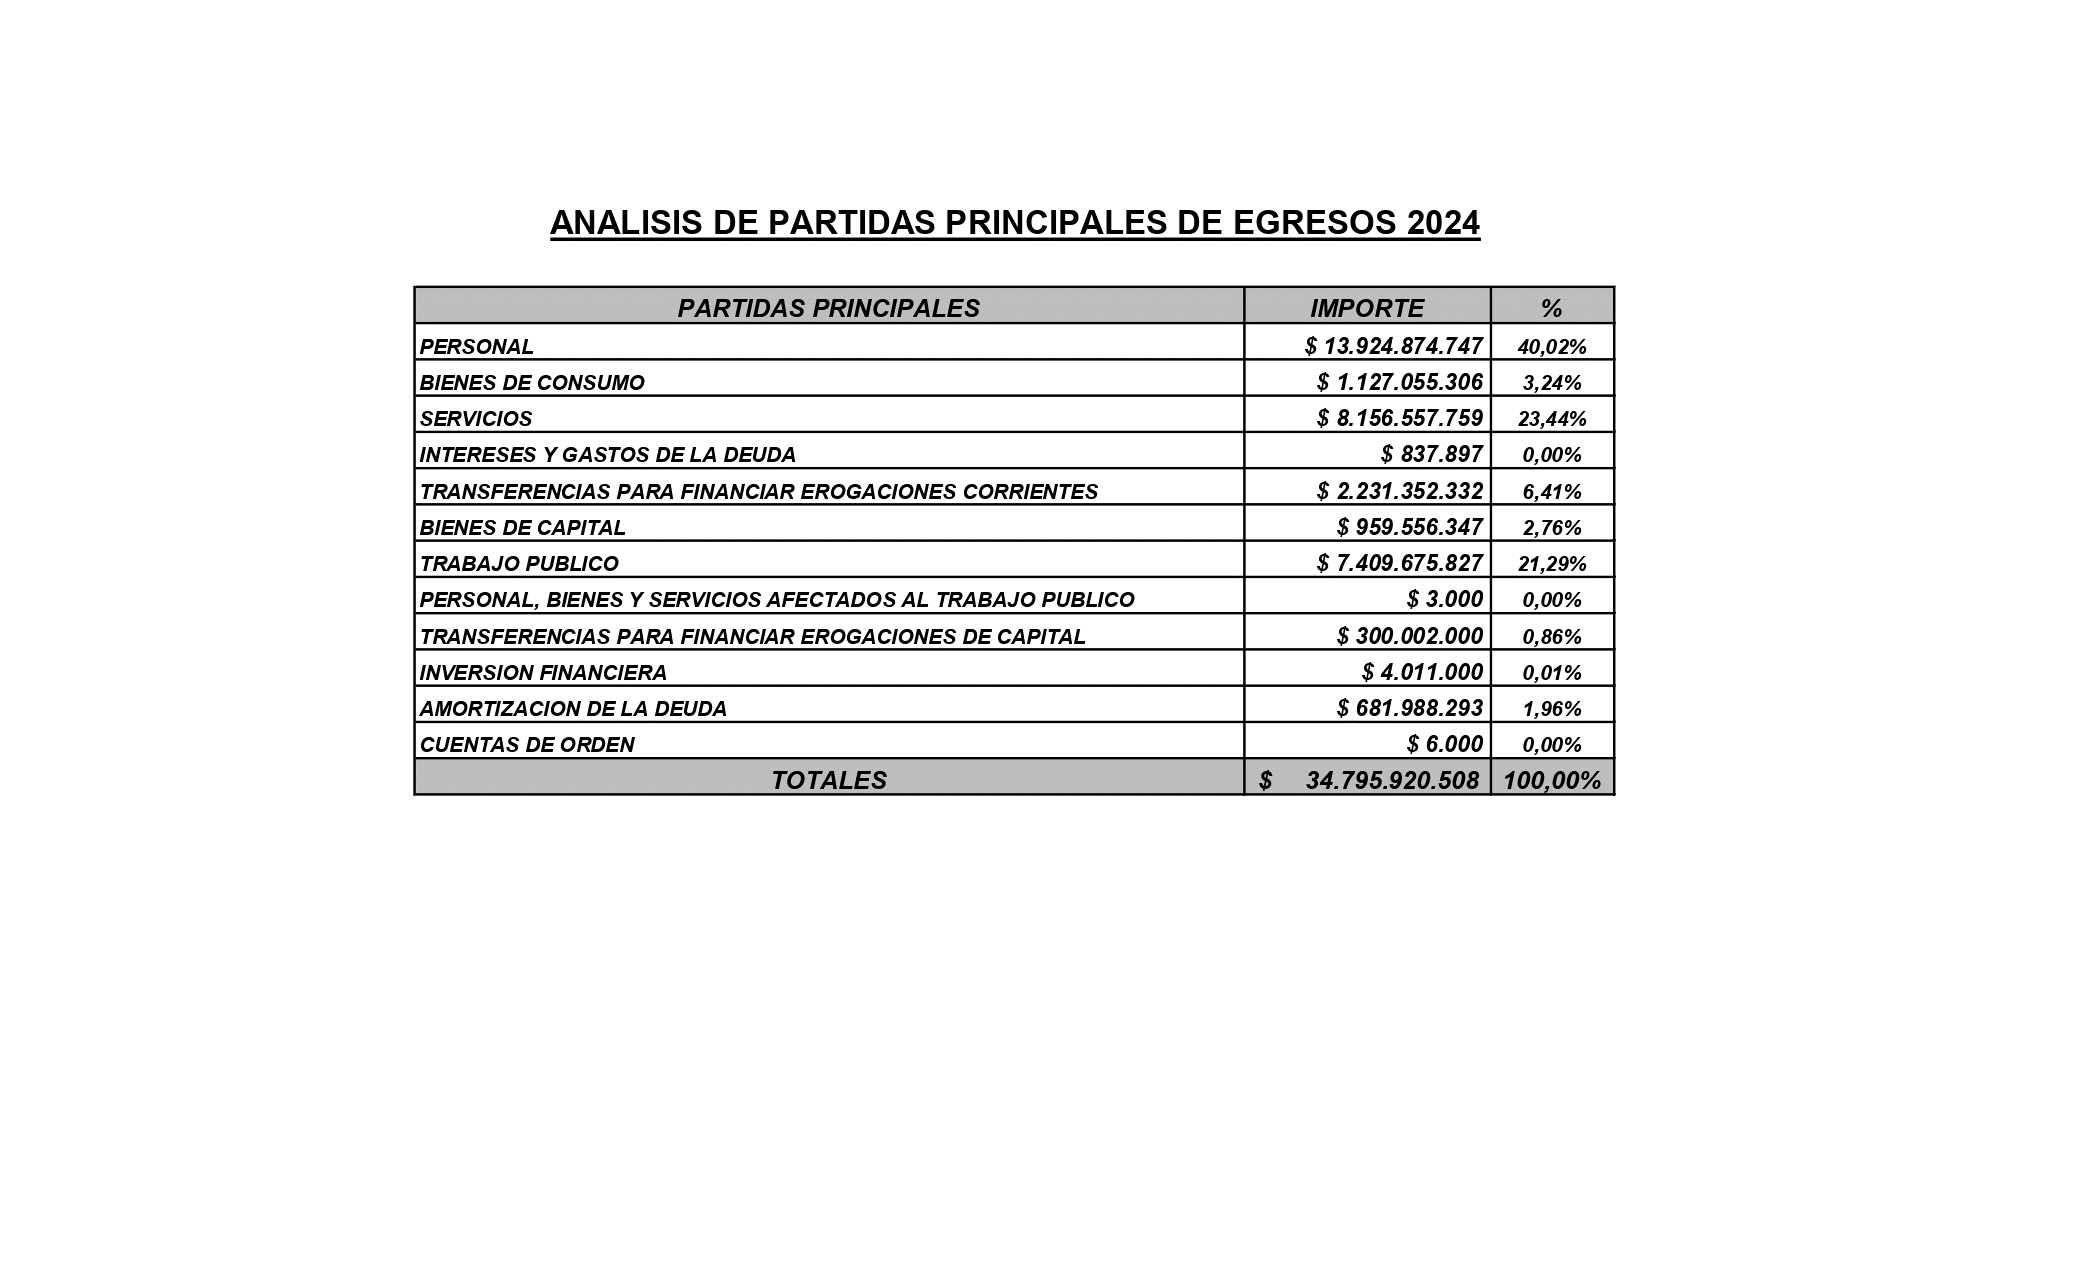 ANALISIS DE PARTIDAS PRINCIPALES DE EGRESOS 2024
PARTIDAS PRINCIPALES IMPORTE %
PERSONAL $ 13.924.874.747 40,02%
BIENES DE CONSUMO $ 1.127.055.306 3,24%
SERVICIOS $ 8.156.557.759 23,44%
INTERESES Y GASTOS DE LA DEUDA $ 837.897 0,00%
TRANSFERENCIAS PARA FINANCIAR EROGACIONES CORRIENTES $ 2.231.352.332 6,41%
BIENES DE CAPITAL $ 959.556.347 2,76%
TRABAJO PUBLICO $ 7.409.675.827 21,29%
PERSONAL, BIENES Y SERVICIOS AFECTADOS AL TRABAJO PUBLICO $ 3.000 0,00%
TRANSFERENCIAS PARA FINANCIAR EROGACIONES DE CAPITAL $ 300.002.000 0,86%
INVERSION FINANCIERA $ 4.011.000 0,01%
AMORTIZACION DE LA DEUDA $ 681.988.293 1,96%
CUENTAS DE ORDEN $ 6.000 0,00%
TOTALES $ 34.795.920.508 100,00%